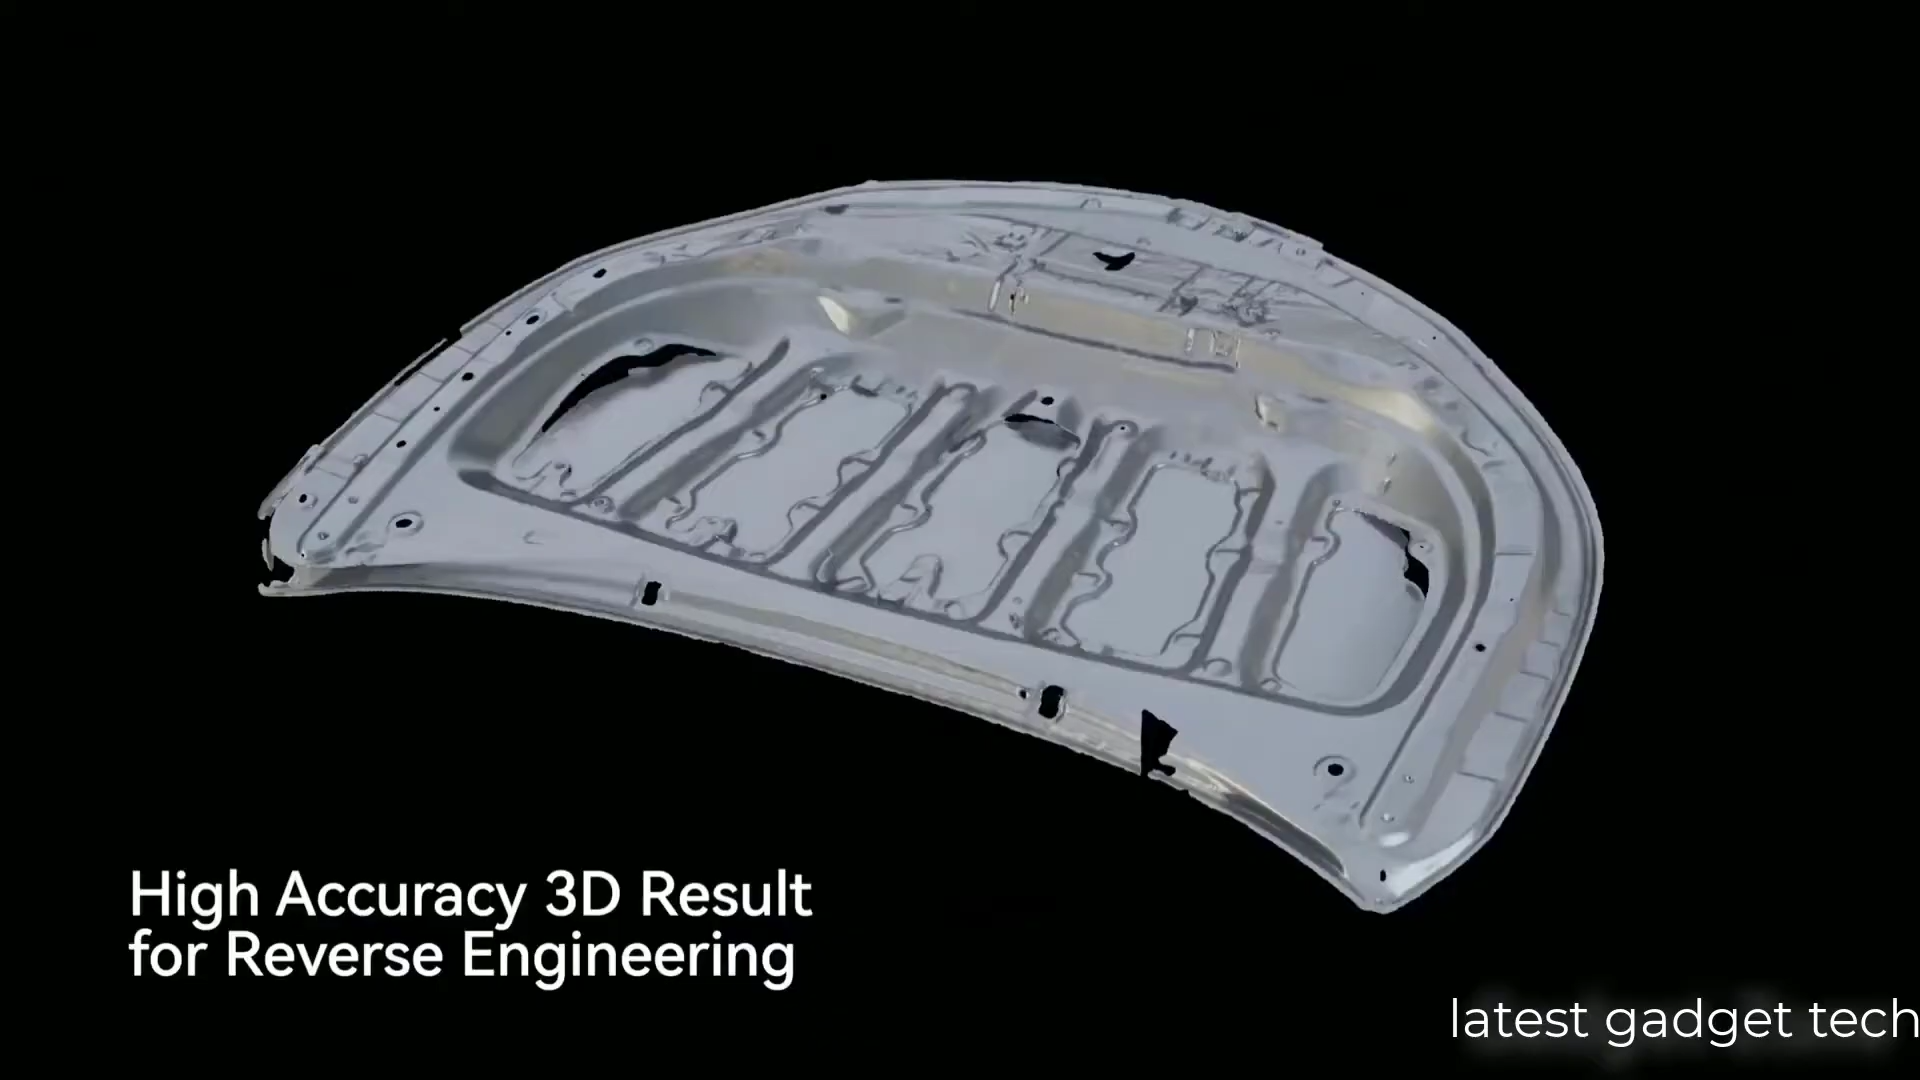 High Accuracy 3D Result
for Reverse Engineering
latest gadget tech